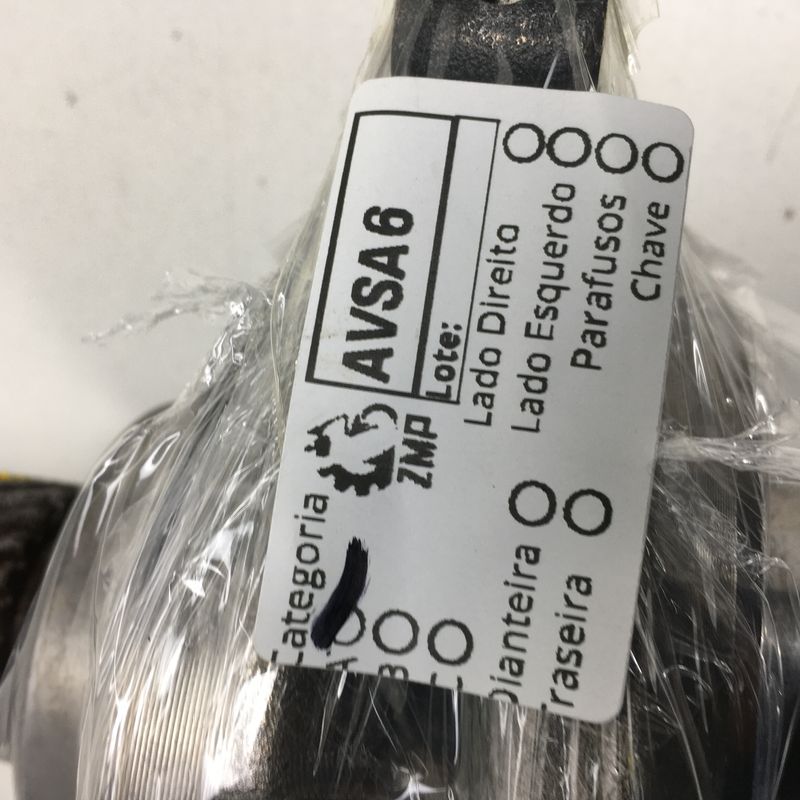 AVSA6
Lote:
ZMP
Categoria
A
B
C
Lado Direito
Lado Esquerdo
Parafusos
Chave
Dianteira
Traseira